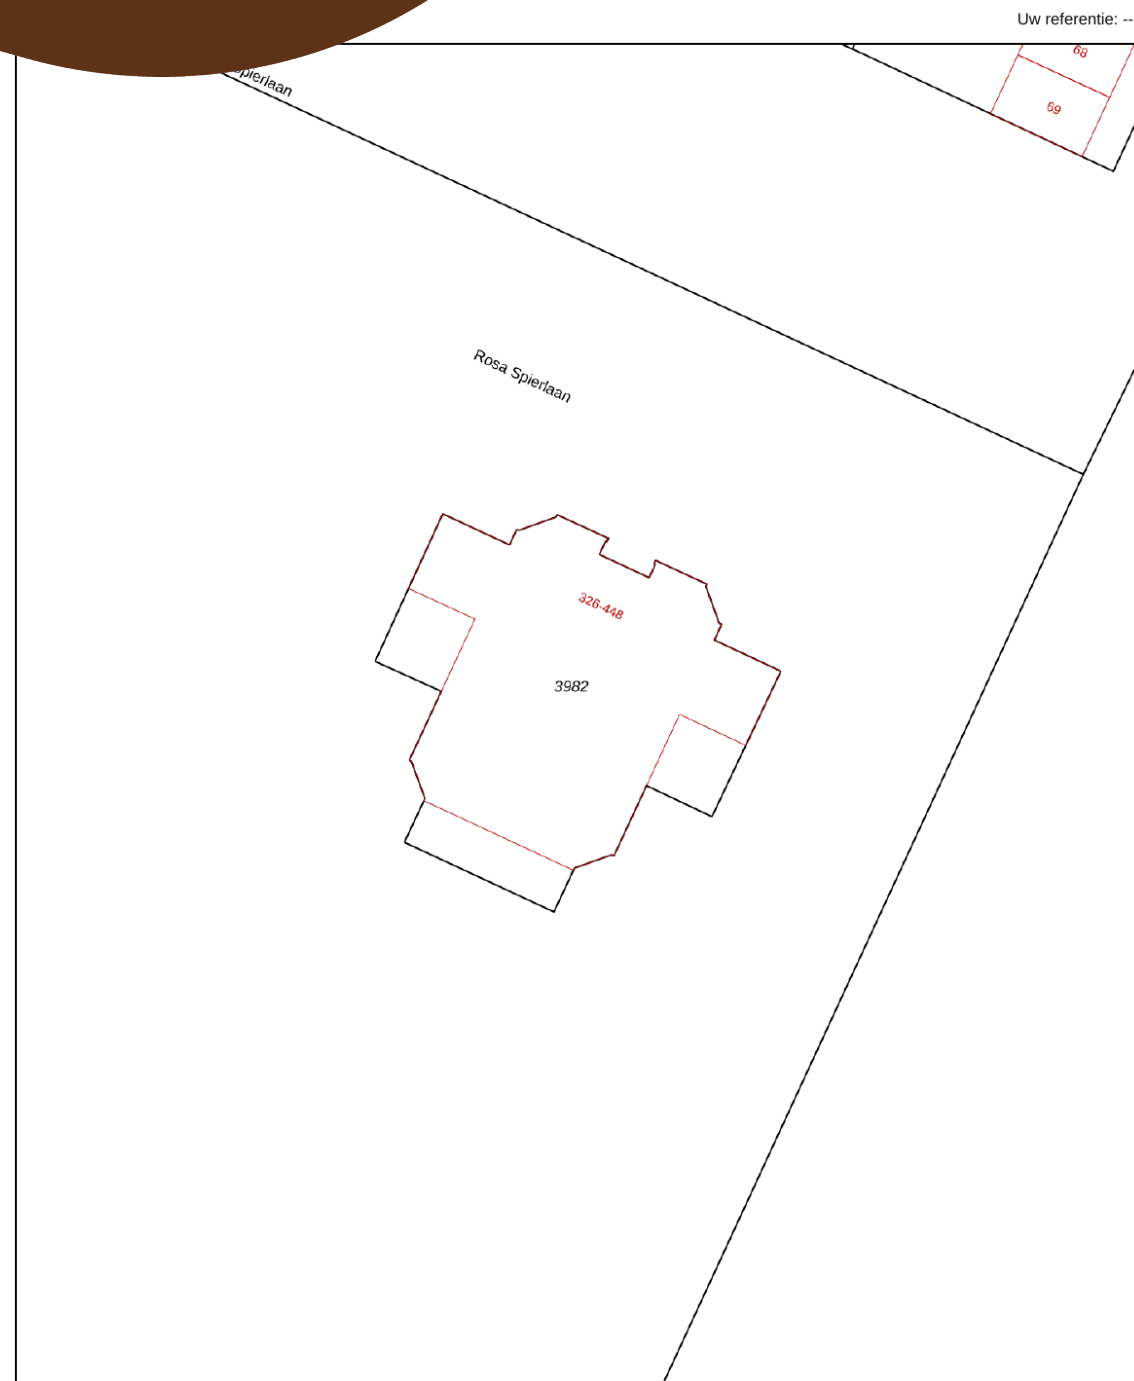 Uw referentie: --
68
Spierlaan
69
Rosa Spierlaan
326-448
3982